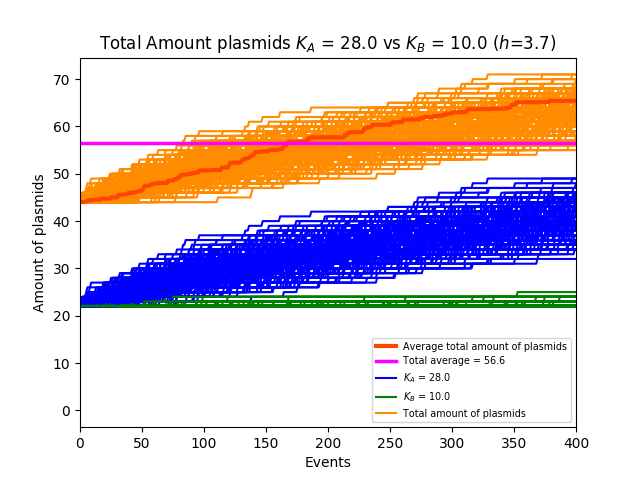 Total Amount plasmids K_A = 28.0 vs K_B = 10.0 (h=3.7)
Amount of plasmids
70
60
50
40
30
20
10
0
Average total amount of plasmids
Total average = 56.6
K_A = 28.0
K_B = 10.0
Total amount of plasmids
0 50 100 150 200 250 300 350 400
Events